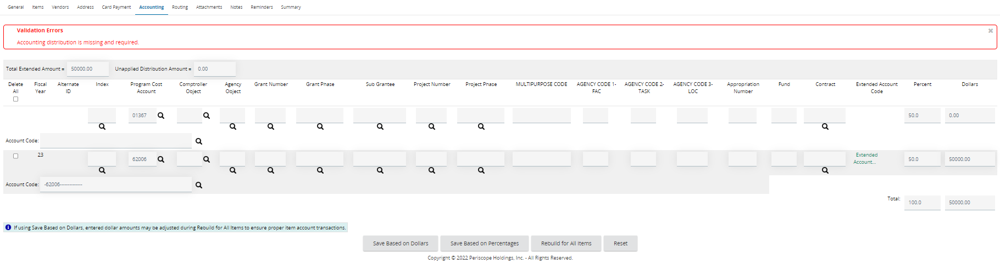 General Items Vendors Address Card Payment Accounting Routing Attachments Notes Reminders Summary
Validation Errors
Accounting distribution is missing and required.
Total Extended Amount = 50000.00 Unapplied Distribution Amount = 0.00
Delete All Fiscal Year Alternate ID Index Program Cost Account Comptroller Object Agency Object Grant Number Grant Phase Sub Grantee Project Number Project Phase MULTIPURPOSE CODE AGENCY CODE 1-FAC AGENCY CODE 2-TASK AGENCY CODE 3-LOC Appropriation Number Fund Contract Extended Account Code Percent Dollars
01367 50.0 0.00
Account Code:
23 62006 Extended Account... 50.0 50000.00
Account Code: -62006--------------
Total: 100.0 50000.00
If using Save Based on Dollars, entered dollar amounts may be adjusted during Rebuild for All Items to ensure proper item account transactions.
Save Based on Dollars Save Based on Percentages Rebuild for All Items Reset
Copyright © 2022 Periscope Holdings, Inc. - All Rights Reserved.